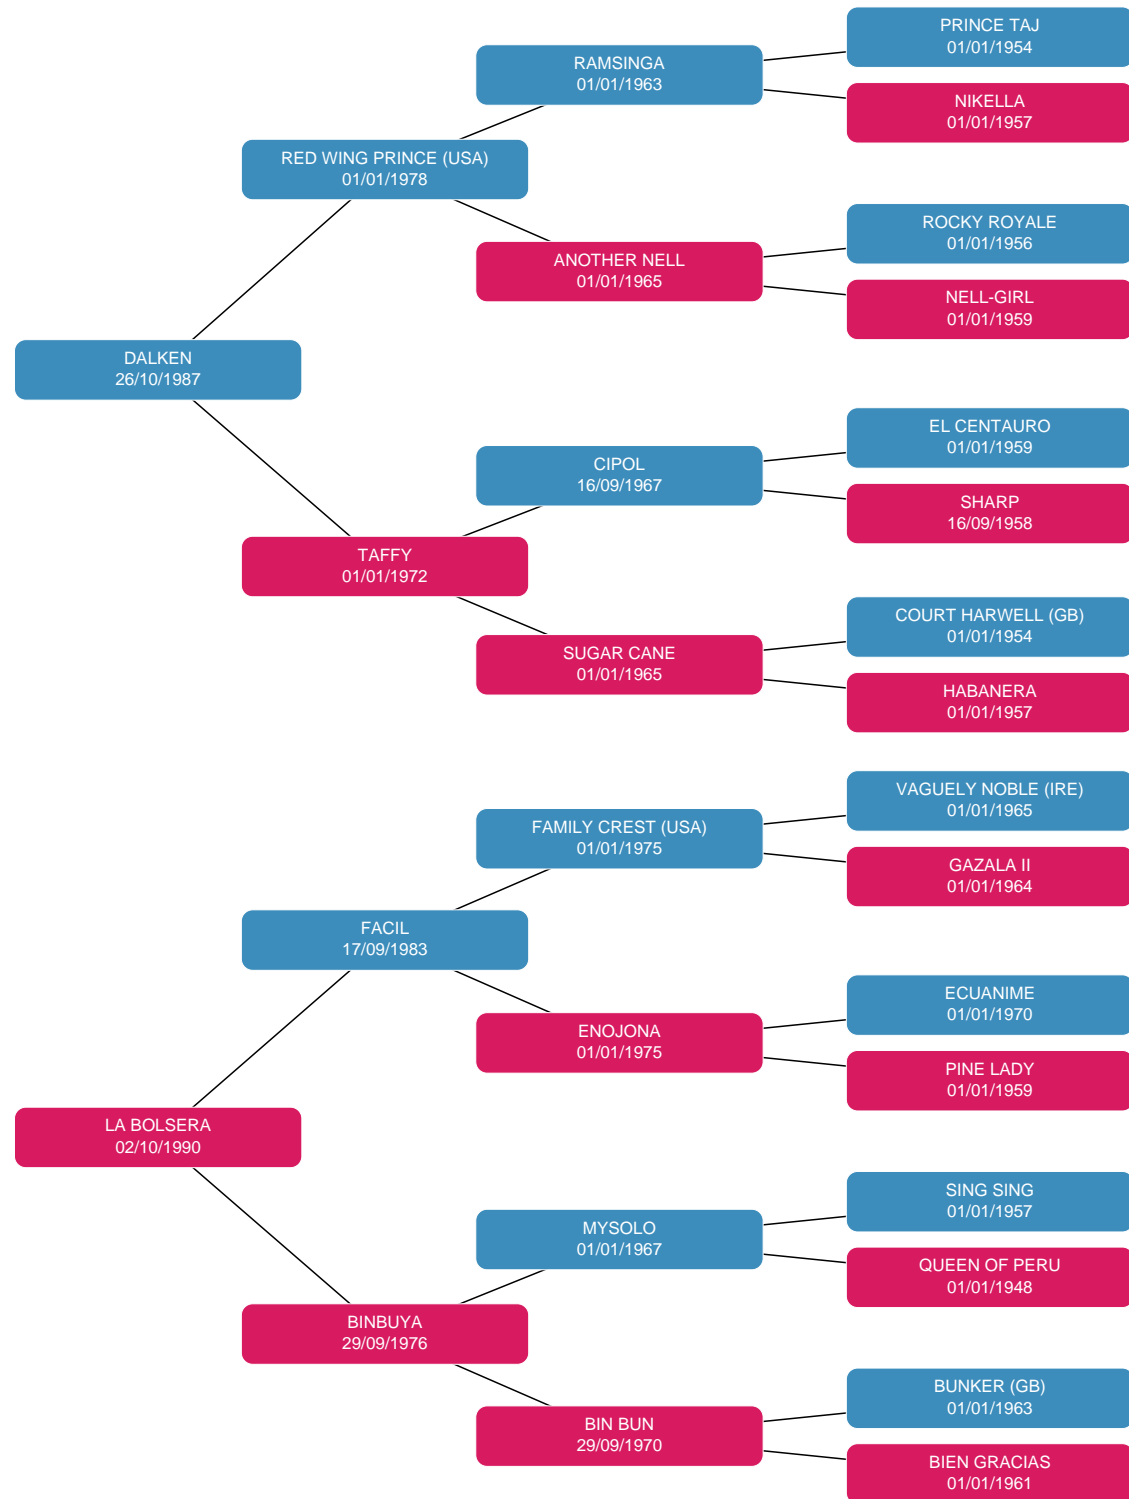 PRINCE TAJ
01/01/1954
RAMSINGA
01/01/1963
NIKELLA
01/01/1957
RED WING PRINCE (USA)
01/01/1978
ROCKY ROYALE
01/01/1956
ANOTHER NELL
01/01/1965
NELL-GIRL
01/01/1959
DALKEN
26/10/1987
EL CENTAURO
01/01/1959
CIPOL
16/09/1967
SHARP
16/09/1958
TAFFY
01/01/1972
COURT HARWELL (GB)
01/01/1954
SUGAR CANE
01/01/1965
HABANERA
01/01/1957
VAGUELY NOBLE (IRE)
01/01/1965
FAMILY CREST (USA)
01/01/1975
GAZALA II
01/01/1964
FACIL
17/09/1983
ECUANIME
01/01/1970
ENOJONA
01/01/1975
PINE LADY
01/01/1959
LA BOLSERA
02/10/1990
SING SING
01/01/1957
MYSOLO
01/01/1967
QUEEN OF PERU
01/01/1948
BINBUYA
29/09/1976
BUNKER (GB)
01/01/1963
BIN BUN
29/09/1970
BIEN GRACIAS
01/01/1961